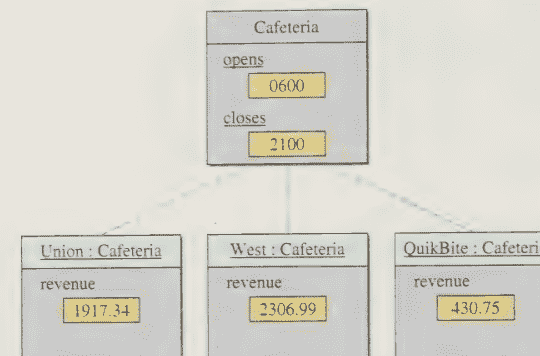 Cafeteria
opens
0600
closes
2100
Union : Cafeteria
West : Cafeteria
QuikBite : Cafeteri
revenue
revenue
revenue
1917.34
2306.99
430.75